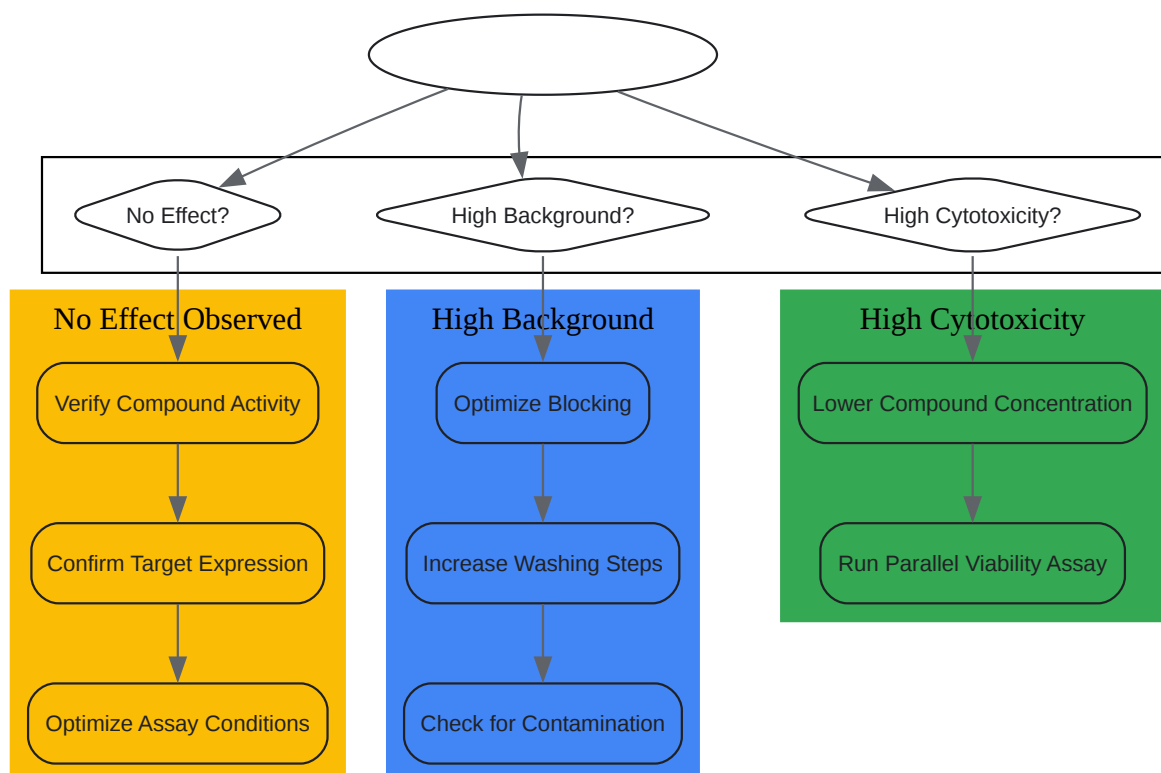 No Effect?
High Background?
High Cytotoxicity?
No Effect Observed
High Background
High Cytotoxicity
Verify Compound Activity
Optimize Blocking
Lower Compound Concentration
Confirm Target Expression
Increase Washing Steps
Run Parallel Viability Assay
Optimize Assay Conditions
Check for Contamination